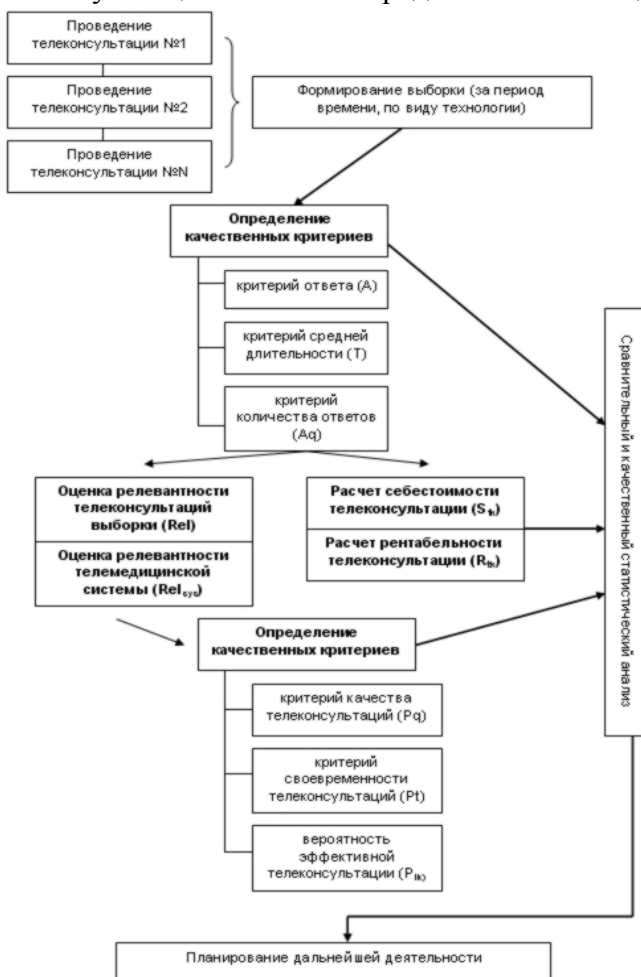 Проведение
телеконсультации №1
Проведение
телеконсультации №2
Проведение
телеконсультации №N
Формирование выборки (за период
времени, по виду технологии)
Определение
качественных критериев
критерий ответа (А)
критерий средней
длительности (Т)
критерий
количества ответов
(Aq)
Оценка релевантности
телеконсультаций
выборки (Rel)
Оценка релевантности
телемедицинской
системы (Rel sys)
Расчет себестоимости
телеконсультации (S tk)
Расчет рентабельности
телеконсультации (R tk)
Определение
качественных критериев
критерий качества
телеконсультаций (Pq)
критерий
своевременности
телеконсультаций (Pt)
вероятность
эффективной
телеконсультации (P tk)
Сравнительный и качественный статистический анализ
Планирование дальнейшей деятельности